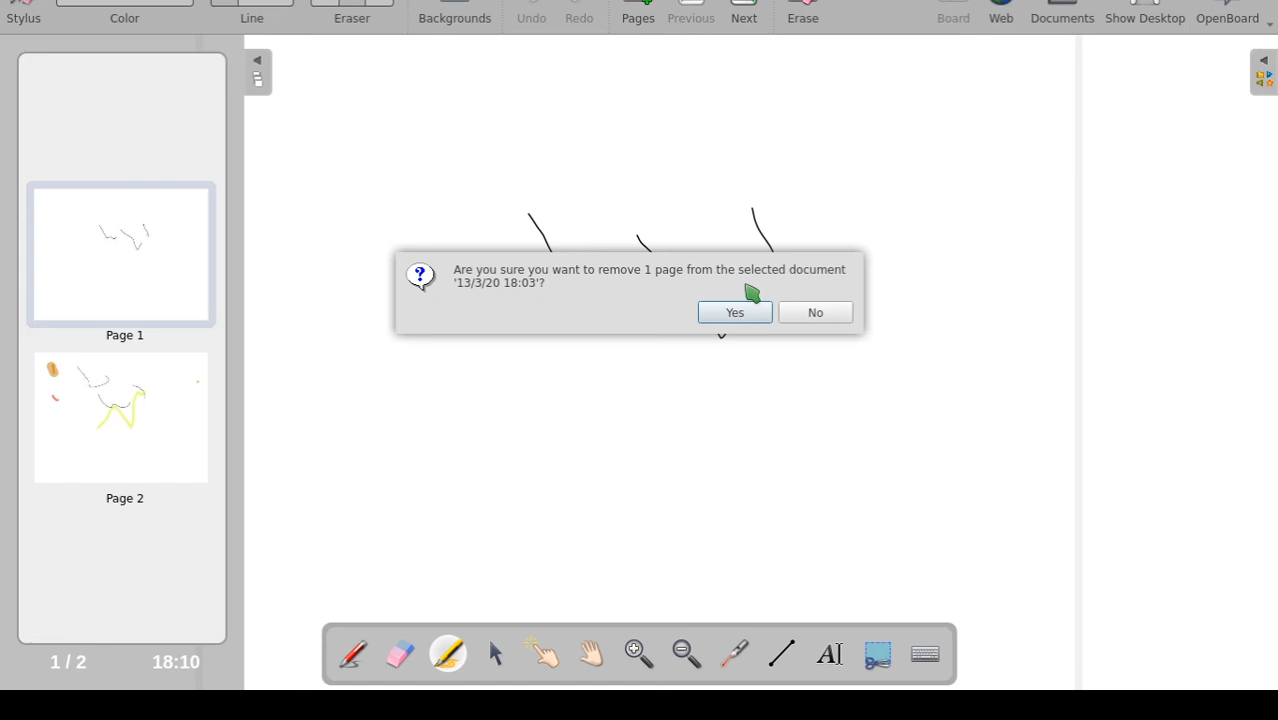 Stylus Color Line Eraser Backgrounds Undo Redo Pages Previous Next Erase Board Web Documents Show Desktop OpenBoard
Are you sure you want to remove 1 page from the selected document
'13/3/20 18:03'?
Yes No
Page 1
Page 2
1 / 2 18:10
AI